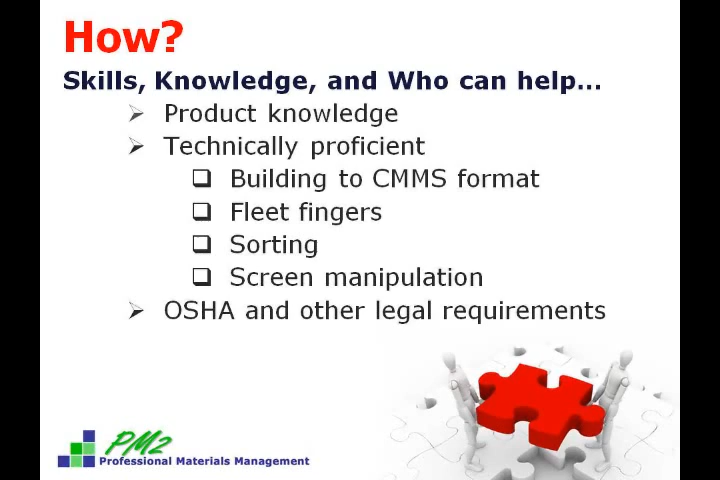 How?
Skills, Knowledge, and Who can help...
Product knowledge
Technically proficient
Building to CMMS format
Fleet fingers
Sorting
Screen manipulation
OSHA and other legal requirements
PM2
Professional Materials Management